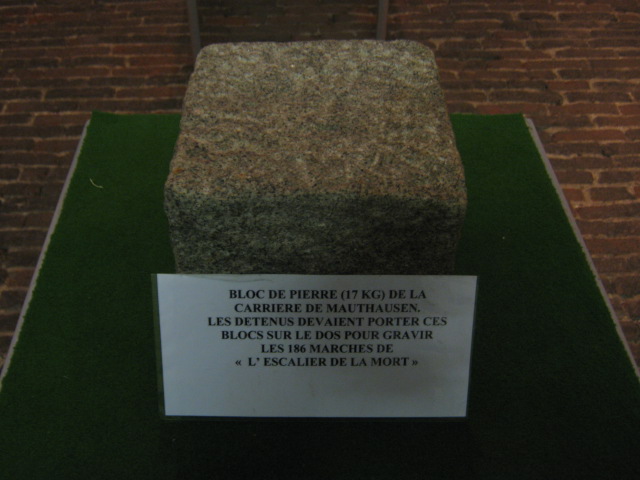 BLOC DE PIERRE (17 KG) DE LA
CARRIERE DE MAUTHAUSEN.
LES DETENUS DEVAIENT PORTER CES
BLOCS SUR LE DOS POUR GRAVIR
LES 186 MARCHES DE
« L' ESCALIER DE LA MORT »